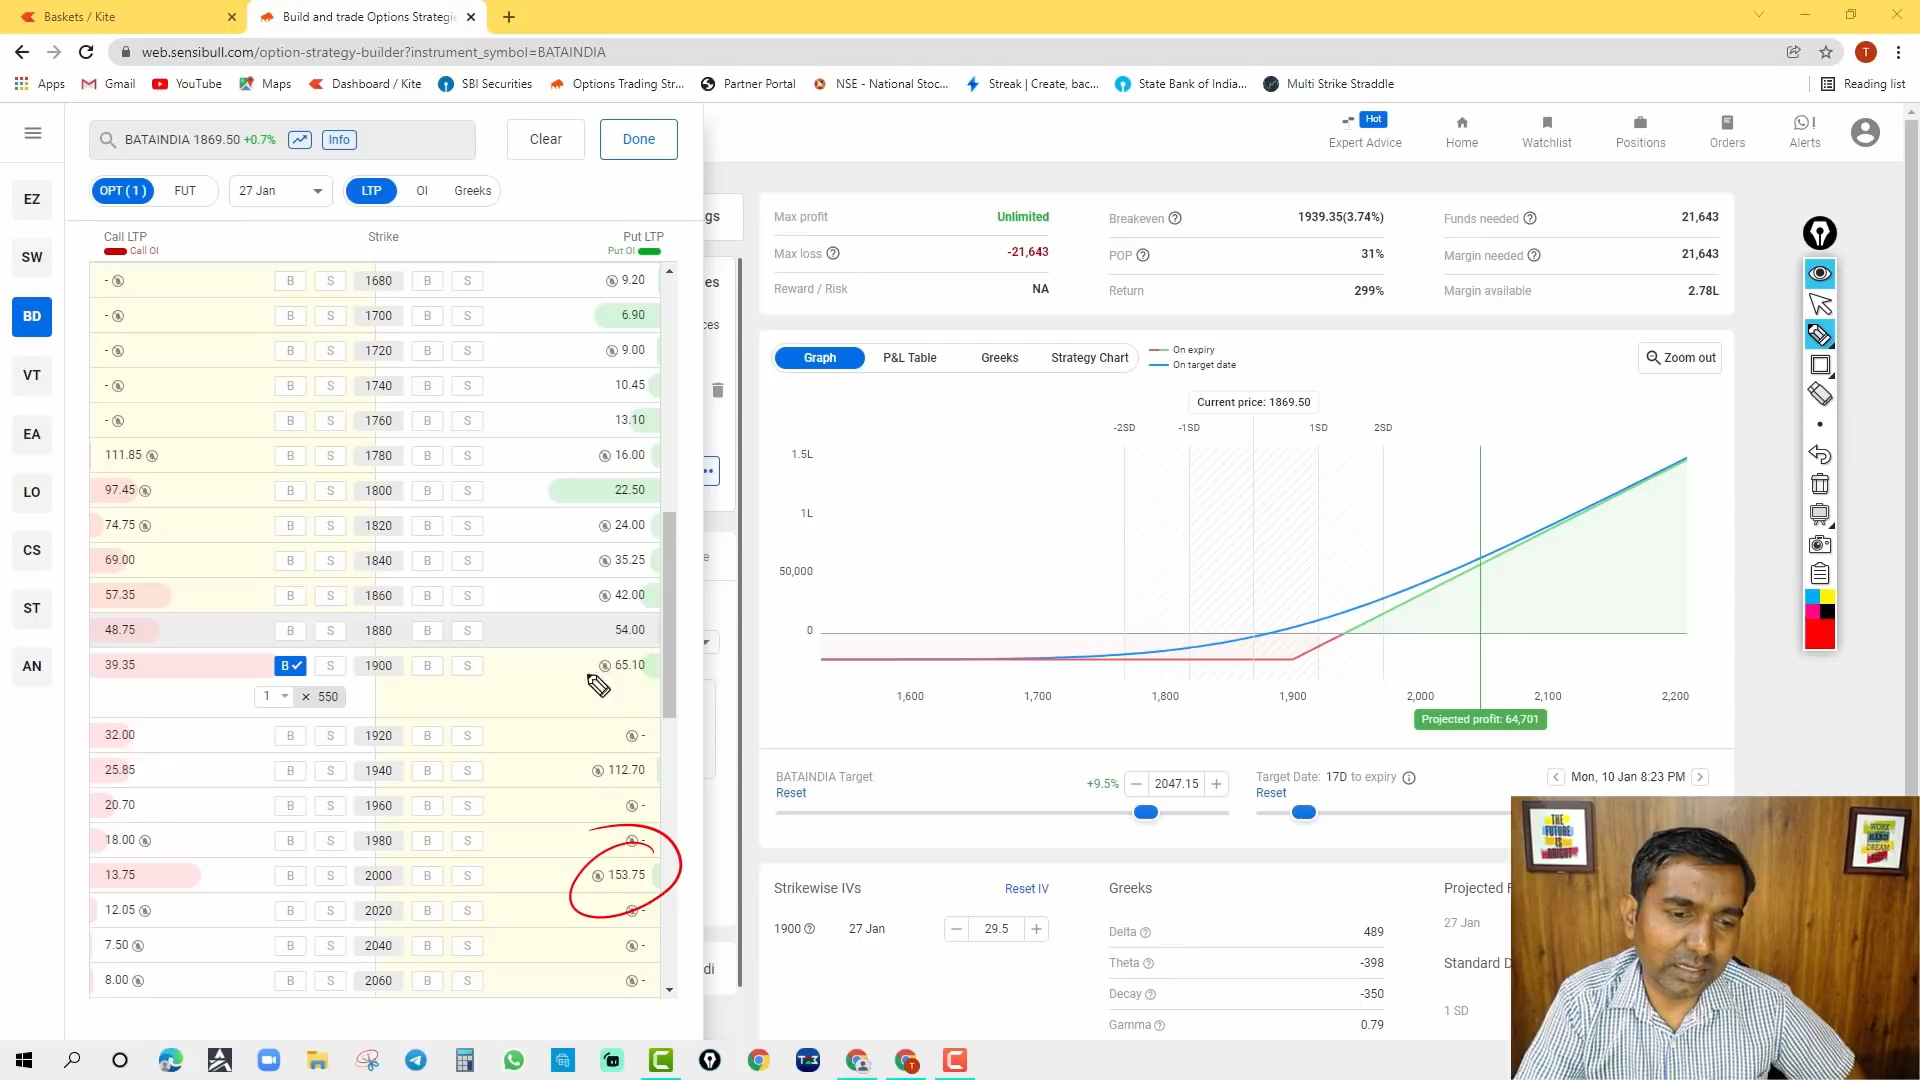 Baskets / Kite
Build and trade Options Strategie
web.sensibull.com/option-strategy-builder?instrument_symbol=BATAINDIA
T
Apps Gmail YouTube Maps Dashboard / Kite SBI Securities Options Trading Str... Partner Portal NSE - National Stoc... Streak | Create, bac... State Bank of India... Multi Strike Straddle Reading list
BATAINDIA 1869.50 +0.7% Info Clear Done
Hot
Expert Advice Home Watchlist Positions Orders Alerts
OPT ( 1 ) FUT 27 Jan LTP OI Greeks
EZ
SW
BD
VT
EA
LO
CS
ST
AN
Call LTP Strike Put LTP
Call OI Put OI
- B S 1680 B S 9.20
- B S 1700 B S 6.90
- B S 1720 B S 9.00
- B S 1740 B S 10.45
- B S 1760 B S 13.10
111.85 B S 1780 B S 16.00
97.45 B S 1800 B S 22.50
74.75 B S 1820 B S 24.00
69.00 B S 1840 B S 35.25
57.35 B S 1860 B S 42.00
48.75 B S 1880 B S 54.00
39.35 B S 1900 B S 65.10
1 × 550
32.00 B S 1920 B S -
25.85 B S 1940 B S 112.70
20.70 B S 1960 B S -
18.00 B S 1980 B S -
13.75 B S 2000 B S 153.75
12.05 B S 2020 B S -
7.50 B S 2040 B S -
8.00 B S 2060 B S -
gs
es
ces
e
di
Max profit Unlimited Breakeven 1939.35(3.74%) Funds needed 21,643
Max loss -21,643 POP 31% Margin needed 21,643
Reward / Risk NA Return 299% Margin available 2.78L
Graph P&L Table Greeks Strategy Chart
On expiry
On target date
Zoom out
Current price: 1869.50
-2SD -1SD 1SD 2SD
1.5L
1L
50,000
0
1,600 1,700 1,800 1,900 2,000 2,100 2,200
Projected profit: 64,701
BATAINDIA Target +9.5% 2047.15 Target Date: 17D to expiry Mon, 10 Jan 8:23 PM
Reset Reset
Strikewise IVs Reset IV Greeks Projected F
1900 27 Jan 29.5
Delta 489 27 Jan
Theta -398 Standard D
Decay -350
Gamma 0.79 1 SD
THE FUTURE IS BRIGHT
WORK HARD DREAM